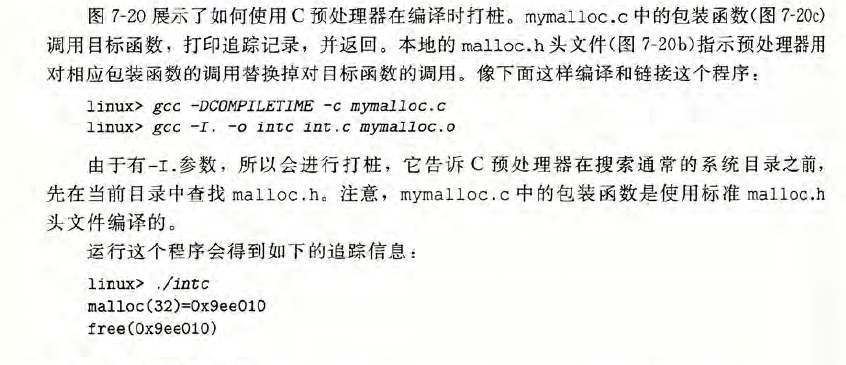 图 7-20 展示了如何使用 C 预处理器在编译时打桩。mymalloc.c 中的包装函数(图 7-20c)
调用目标函数，打印追踪记录，并返回。本地的 malloc.h 头文件(图 7-20b)指示预处理器用
对相应包装函数的调用替换掉对目标函数的调用。像下面这样编译和链接这个程序：
linux> gcc -DCOMPILETIME -c mymalloc.c
linux> gcc -I. -o intc int.c mymalloc.o
由于有-I.参数，所以会进行打桩，它告诉 C 预处理器在搜索通常的系统目录之前，
先在当前目录中查找 malloc.h。注意，mymalloc.c 中的包装函数是使用标准 malloc.h
头文件编译的。
运行这个程序会得到如下的追踪信息：
linux> ./intc
malloc(32)=0x9ee010
free(0x9ee010)